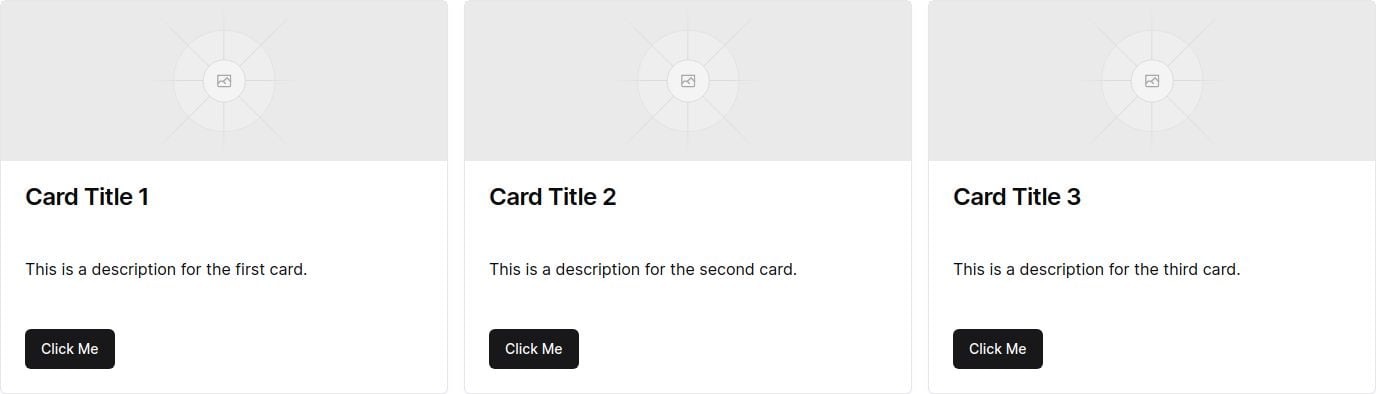 Card Title 1
This is a description for the first card.
Click Me
Card Title 2
This is a description for the second card.
Click Me
Card Title 3
This is a description for the third card.
Click Me